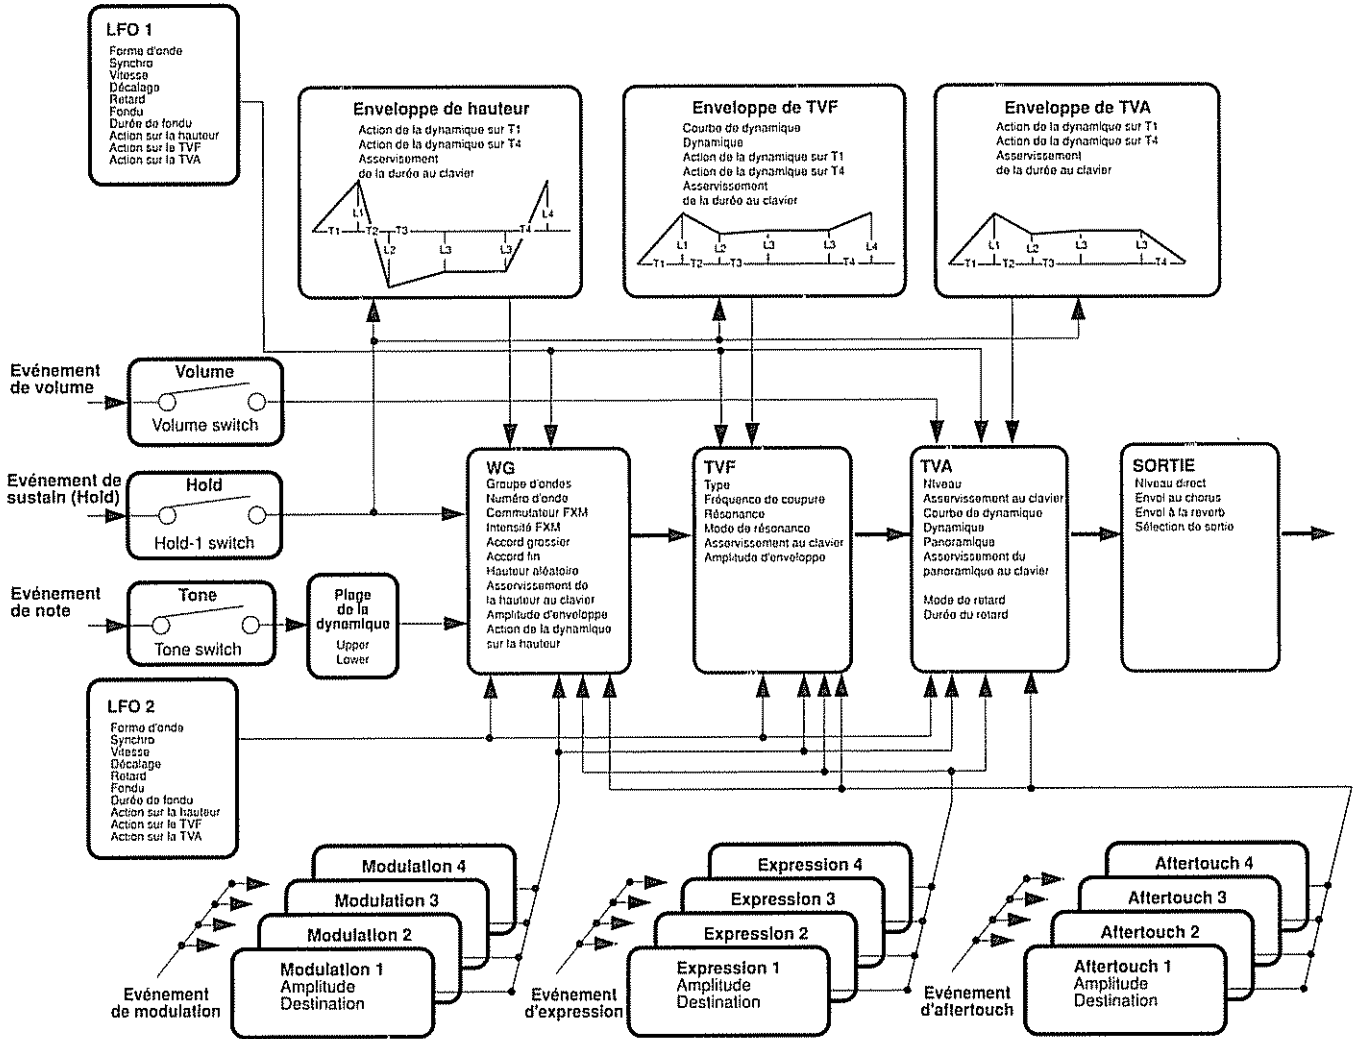 LFO 1
Forme d'onde
Synchro
Vitesse
Décalage
Retard
Fondu
Durée de fondu
Action sur la hauteur
Action sur le TVF
Action sur la TVA
Enveloppe de hauteur
Action de la dynamique sur T1
Action de la dynamique sur T4
Asservisement
de la durée au clavier
L1
T1
T2
T3
L2
L3
L3
T4
L4
Enveloppe de TVF
Courbe de dynamique
Dynamique
Action de la dynamique sur T1
Action de la dynamique sur T4
Asservisement
de la durée au clavier
L1
L2
L3
L3
L4
T1
T2
T3
T4
Enveloppe de TVA
Action de la dynamique sur T1
Action de la dynamique sur T4
Asservissement
de la durée au clavier
L1
L2
L3
L3
T1
T2
T3
T4
Evénement
de volume
Volume
Volume switch
Evénement de
sustain (Hold)
Hold
Hold-1 switch
Evénement
de note
Tone
Tone switch
Plage
de la
dynamique
Upper
Lower
WG
Groupe d'ondes
Numéro d'onde
Commutateur FXM
Intensité FXM
Accord grossier
Accord fin
Hauteur aléatoire
Asservissement de
la hauteur au clavier
Amplitude d'enveloppe
Action de la dynamique
sur la hauteur
TVF
Type
Fréquence de coupure
Résonance
Mode de résonance
Asservissement au clavier
Amplitude d'enveloppe
TVA
Niveau
Asservissement au clavier
Courbe de dynamique
Dynamique
Panoramique
Asservissement du
panoramique au clavier
Mode de retard
Durée du retard
SORTIE
Niveau direct
Envoi au chorus
Envoi à la reverb
Sélection de sortie
LFO 2
Forme d'onde
Synchro
Vitesse
Décalage
Retard
Fondu
Durée de fondu
Action sur la hauteur
Action sur le TVF
Action sur la TVA
Modulation 4
Modulation 3
Modulation 2
Modulation 1
Amplitude
Destination
Evénement
de modulation
Expression 4
Expression 3
Expression 2
Expression 1
Amplitude
Destination
Evénement
d'expression
Aftertouch 4
Aftertouch 3
Aftertouch 2
Aftertouch 1
Amplitude
Destination
Evénement
d'aftertouch